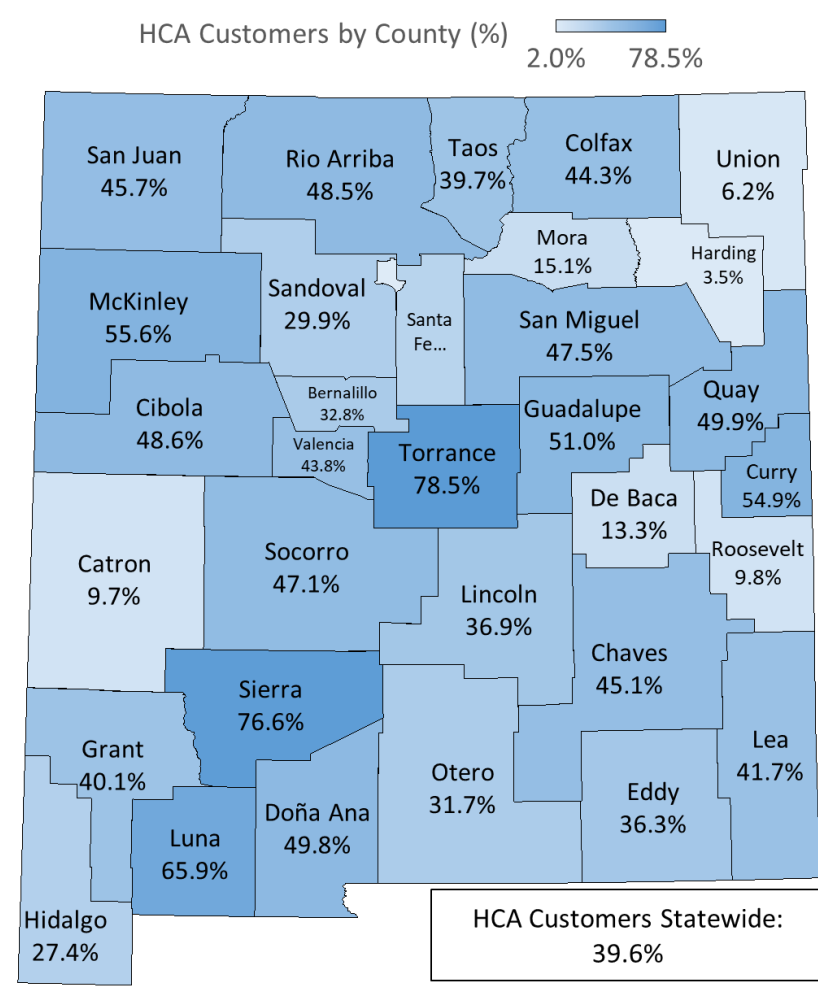 HCA Customers by County (%)
2.0% 78.5%
San Juan
45.7%
Rio Arriba
48.5%
Taos
39.7%
Colfax
44.3%
Union
6.2%
Mora
15.1%
Harding
3.5%
McKinley
55.6%
Sandoval
29.9%
Santa
Fe...
San Miguel
47.5%
Quay
49.9%
Cibola
48.6%
Bernalillo
32.8%
Valencia
43.8%
Torrance
78.5%
Guadalupe
51.0%
Curry
54.9%
De Baca
13.3%
Roosevelt
9.8%
Catron
9.7%
Socorro
47.1%
Lincoln
36.9%
Chaves
45.1%
Sierra
76.6%
Grant
40.1%
Luna
65.9%
Doña Ana
49.8%
Otero
31.7%
Eddy
36.3%
Lea
41.7%
Hidalgo
27.4%
HCA Customers Statewide:
39.6%